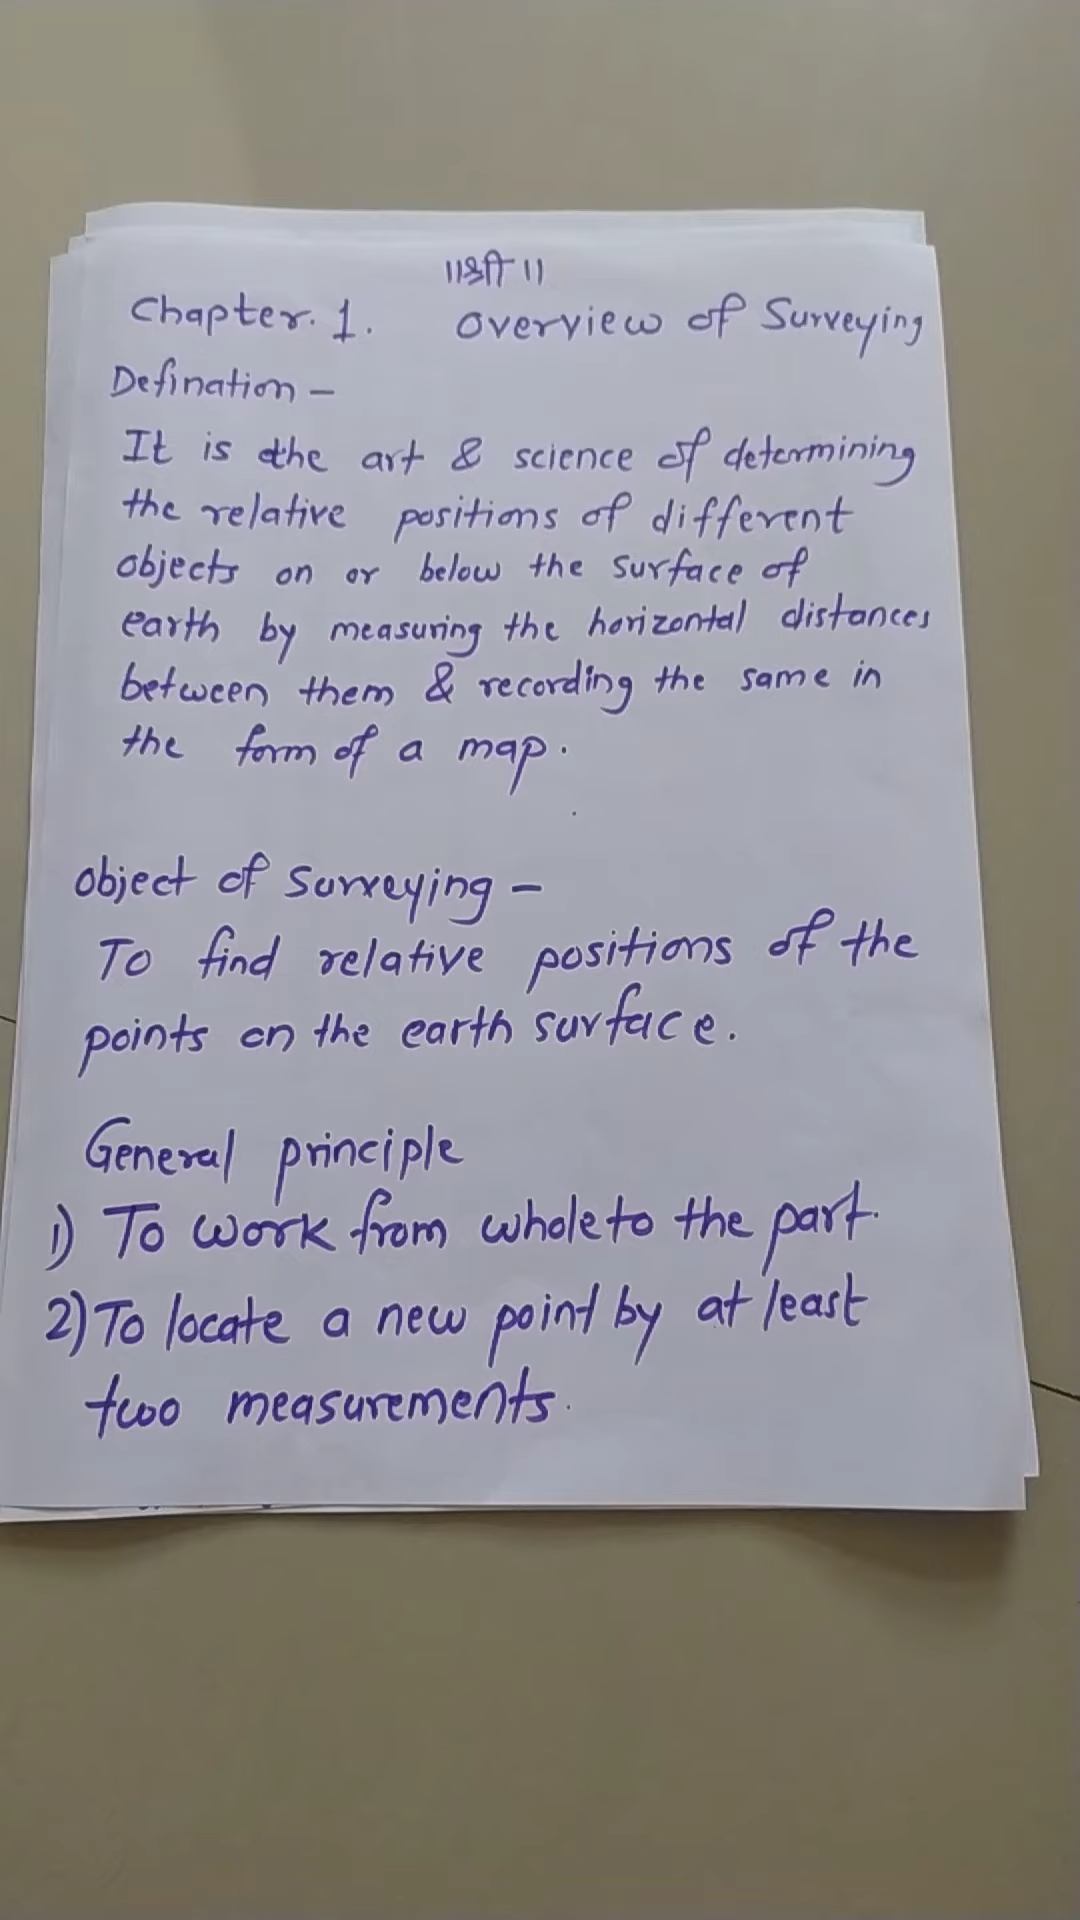 ॥श्री॥
Chapter. 1. Overview of Surveying
Defination –
It is the art & science of determining
the relative positions of different
objects on or below the surface of
earth by measuring the horizontal distances
between them & recording the same in
the form of a map.
object of Surveying –
To find relative positions of the
points on the earth surface.
General principle
1) To work from whole to the part.
2) To locate a new point by at least
two measurements.